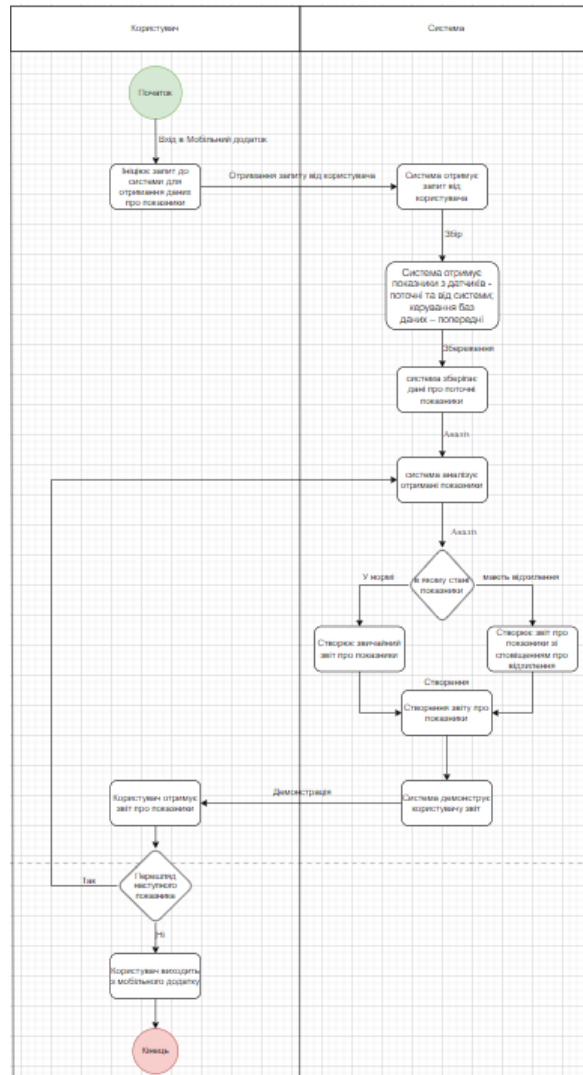 Користувач
Система
Початок
Вхід в Мобільний додаток
Ініціює запит до
системи для
отримання даних
про показники
Отримання запиту від користувача
Система отримує
запит від
користувача
Збір
Система отримує
показники з датчиків -
поточні та від системи;
керування баз
даних – попередні
Збереження
система зберігає
дані про поточні
показники
Аналіз
система аналізує
отримані показники
Аналіз
в якому стані
показники
У нормі
мають відхилення
Створює звичайний
звіт про показники
Створює звіт про
показники зі
сповіщенням про
відхилення
Створення
Створення звіту про
показники
Система демонструє
користувачу звіт
Демонстрація
Користувач отримує
звіт про показники
Перегляд
наступного
показника
Так
Ні
Користувач виходить
з мобільного додатку
Кінець